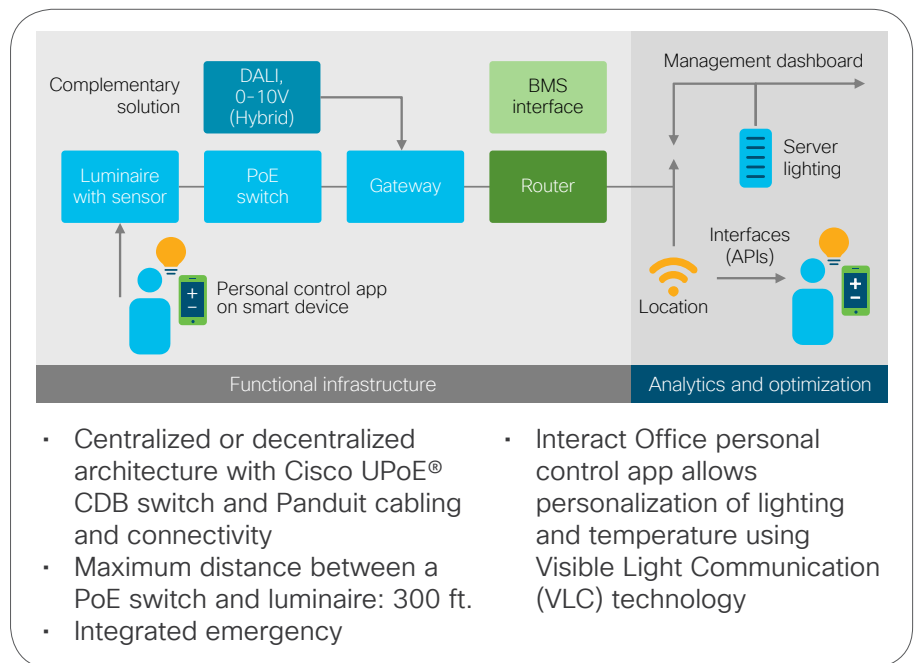 Complementary
solution
DALI,
0-10V
(Hybrid)
BMS
interface
Management dashboard
Luminaire
with sensor
PoE
switch
Gateway
Router
Server
lighting
Personal control app
on smart device
Location
Interfaces
(APIs)
Functional infrastructure
Analytics and optimization
· Centralized or decentralized
architecture with Cisco UPoE®
CDB switch and Panduit cabling
and connectivity
· Maximum distance between a
PoE switch and luminaire: 300 ft.
· Integrated emergency
· Interact Office personal
control app allows
personalization of lighting
and temperature using
Visible Light Communication
(VLC) technology